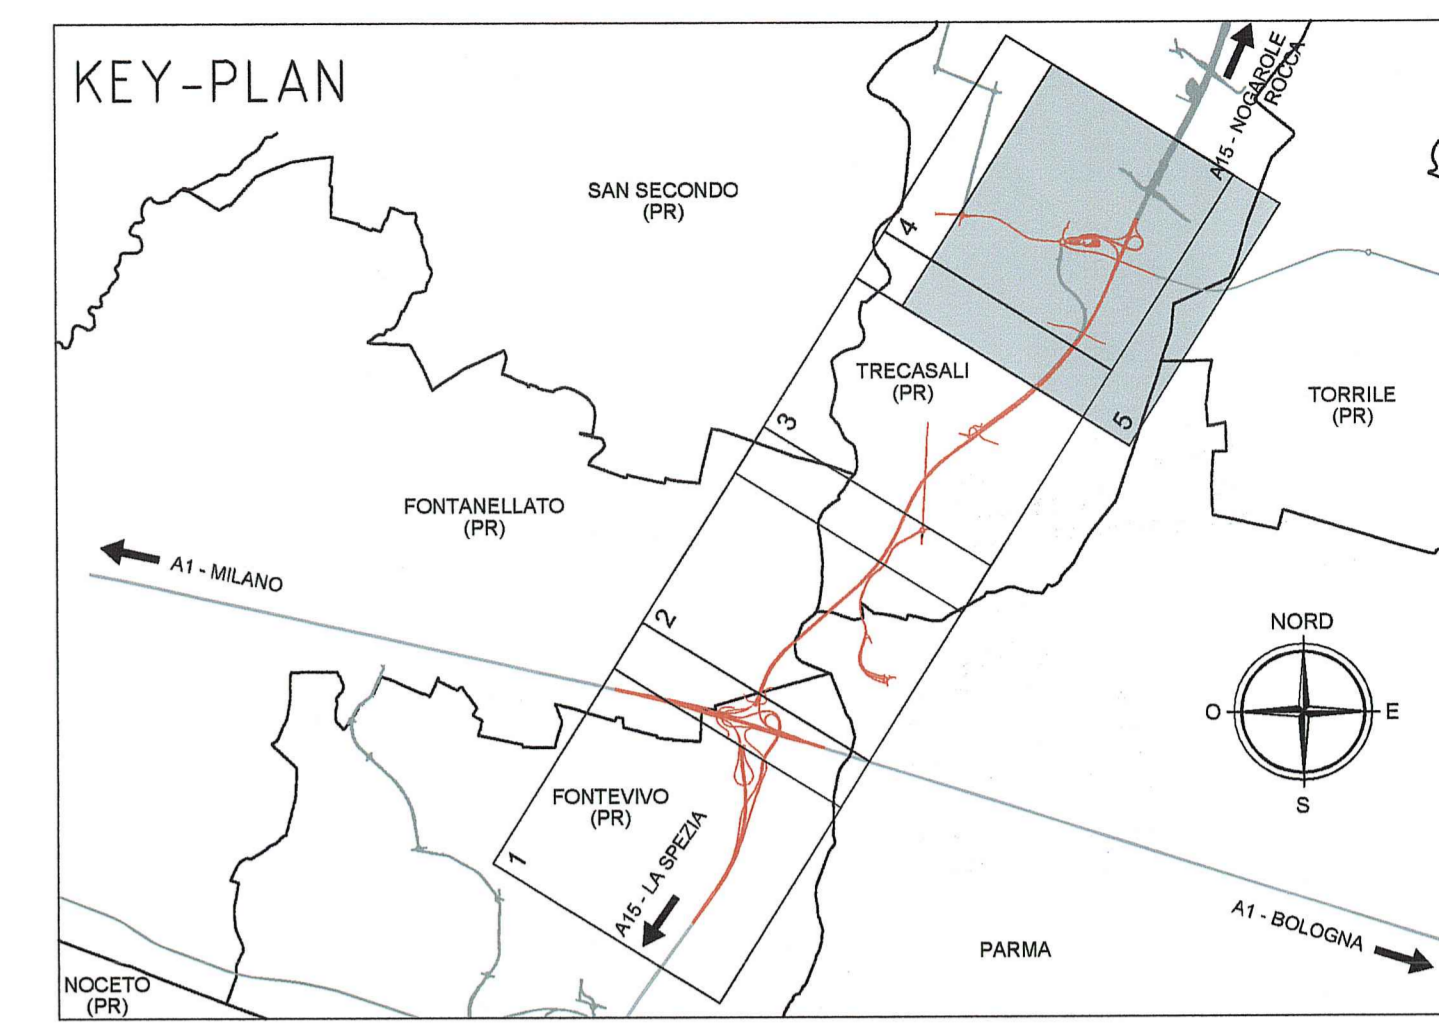 KEY-PLAN
A15 - NOGAROLE
ROCCA
SAN SECONDO
(PR)
4
TRECASALI
(PR)
TORRILE
(PR)
3
5
FONTANELLATO
(PR)
A1 - MILANO
2
NORD
O
E
S
FONTEVIVO
(PR)
1
A15 - LA SPEZIA
A1 - BOLOGNA
PARMA
NOCETO
(PR)